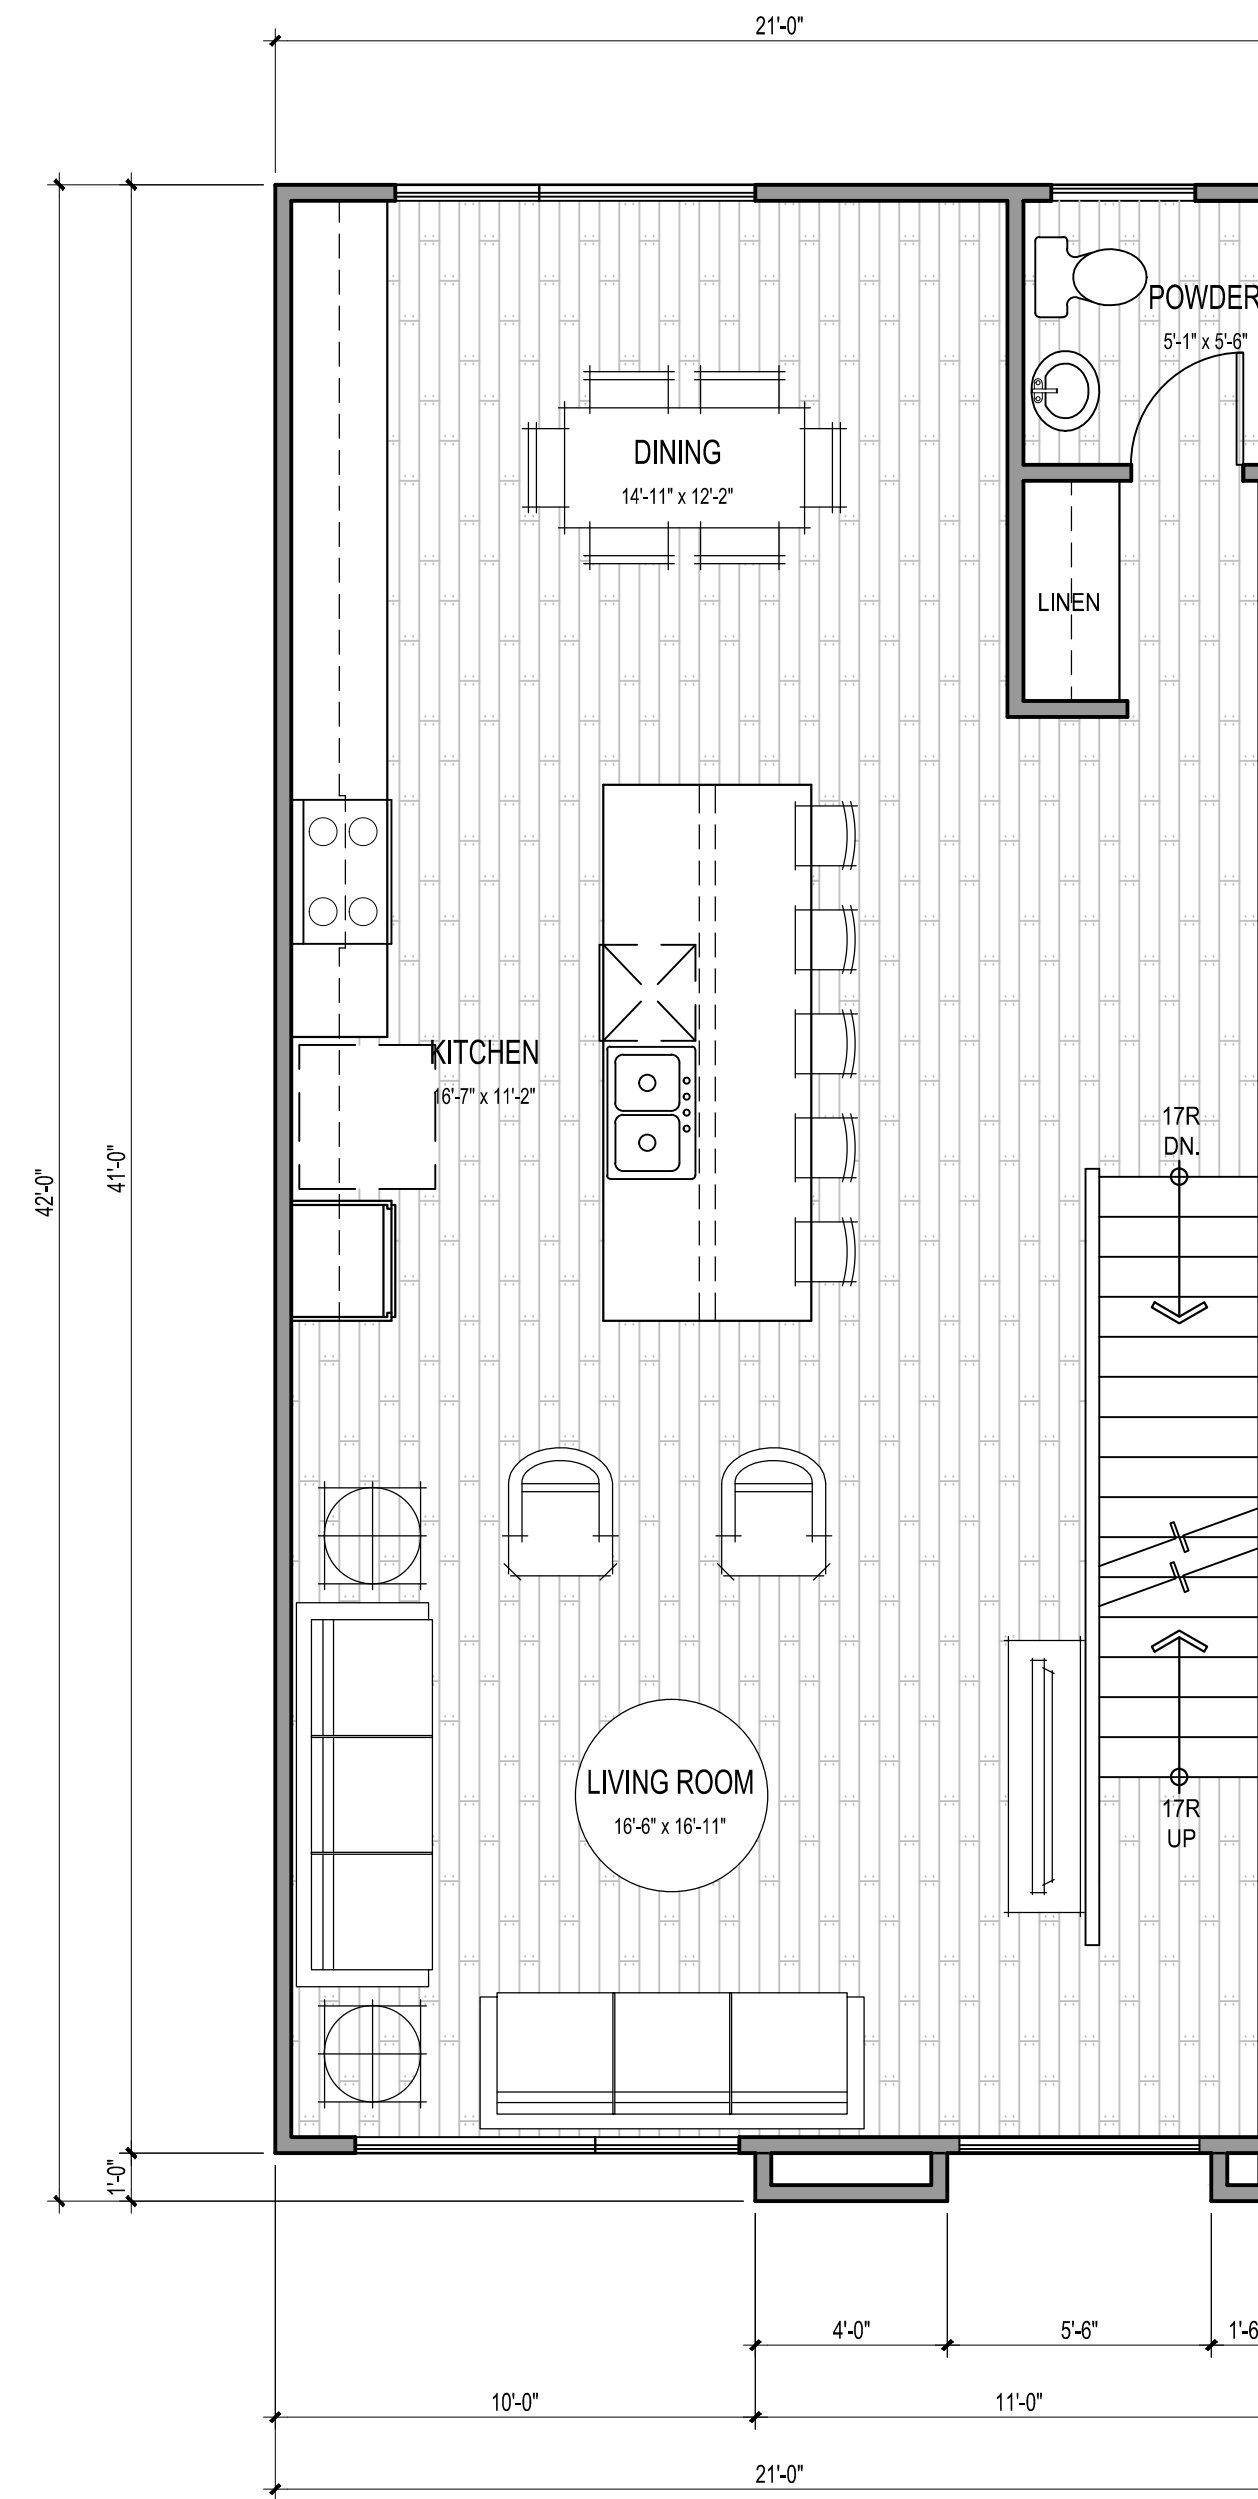 21'-0"
POWDER
5'-1" x 5'-6"
DINING
14'-11" x 12'-2"
LINEN
KITCHEN
16'-7" x 11'-2"
17R
DN.
42'-0"
41'-0"
LIVING ROOM
16'-6" x 16'-11"
17R
UP
1'-0"
4'-0"
5'-6"
1'-6
10'-0"
11'-0"
21'-0"